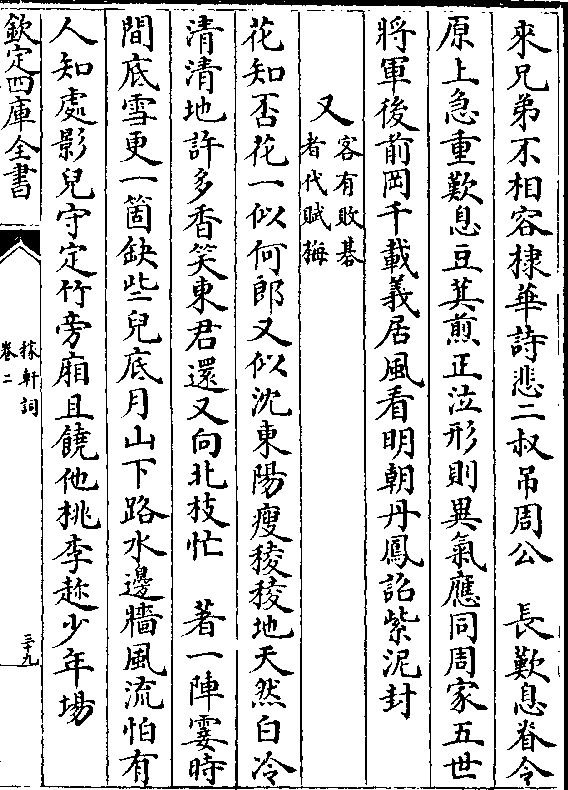 來兄弟不相容棣華詩悲二叔吊周公　長歎息脊令
原上急重歎息豆萁煎正泣形則異氣應同周家五世
將軍後前岡千載義居風看明朝丹鳳詔紫泥封
又
客有敗碁
者代賦梅
花知否花一似何郎又似沈東陽瘦稜稜地天然白冷
清清地許多香笑東君還又向北枝忙　著一陣霎時
間底雪更一箇缺些兒底月山下路水邊牆風流怕有
人知處影兒守定竹旁廂且饒他桃李趂少年場
欽定四庫全書
稼軒詞
卷二
三十九